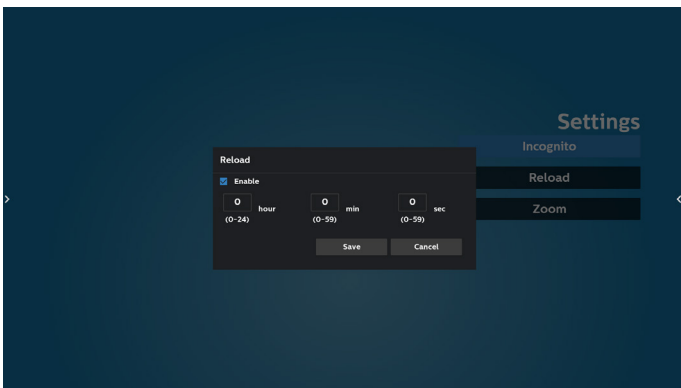 Settings
Incognito
Reload
Zoom
Reload
Enable
0 hour 0 min 0 sec
(0-24) (0-59) (0-59)
Save Cancel